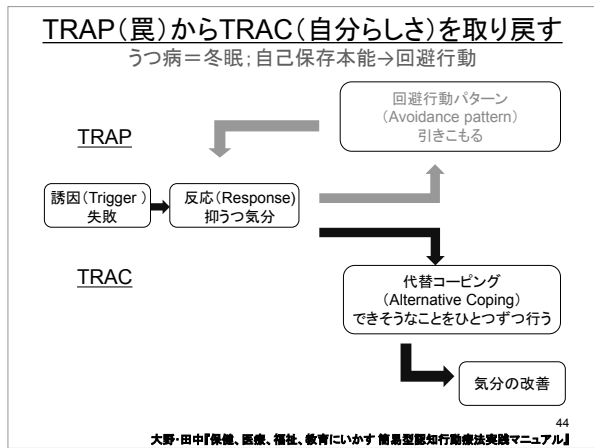 TRAP(罠)からTRAC(自分らしさ)を取り戻す
うつ病=冬眠;自己保存本能→回避行動
回避行動パターン
(Avoidance pattern)
引きこもる
TRAP
誘因(Trigger )
失敗
反応(Response)
抑うつ気分
TRAC
代替コーピング
(Alternative Coping)
できそうなことをひとつずつ行う
気分の改善
44
大野・田中『保健、医療、福祉、教育にいかす 簡易型認知行動療法実践マニュアル』